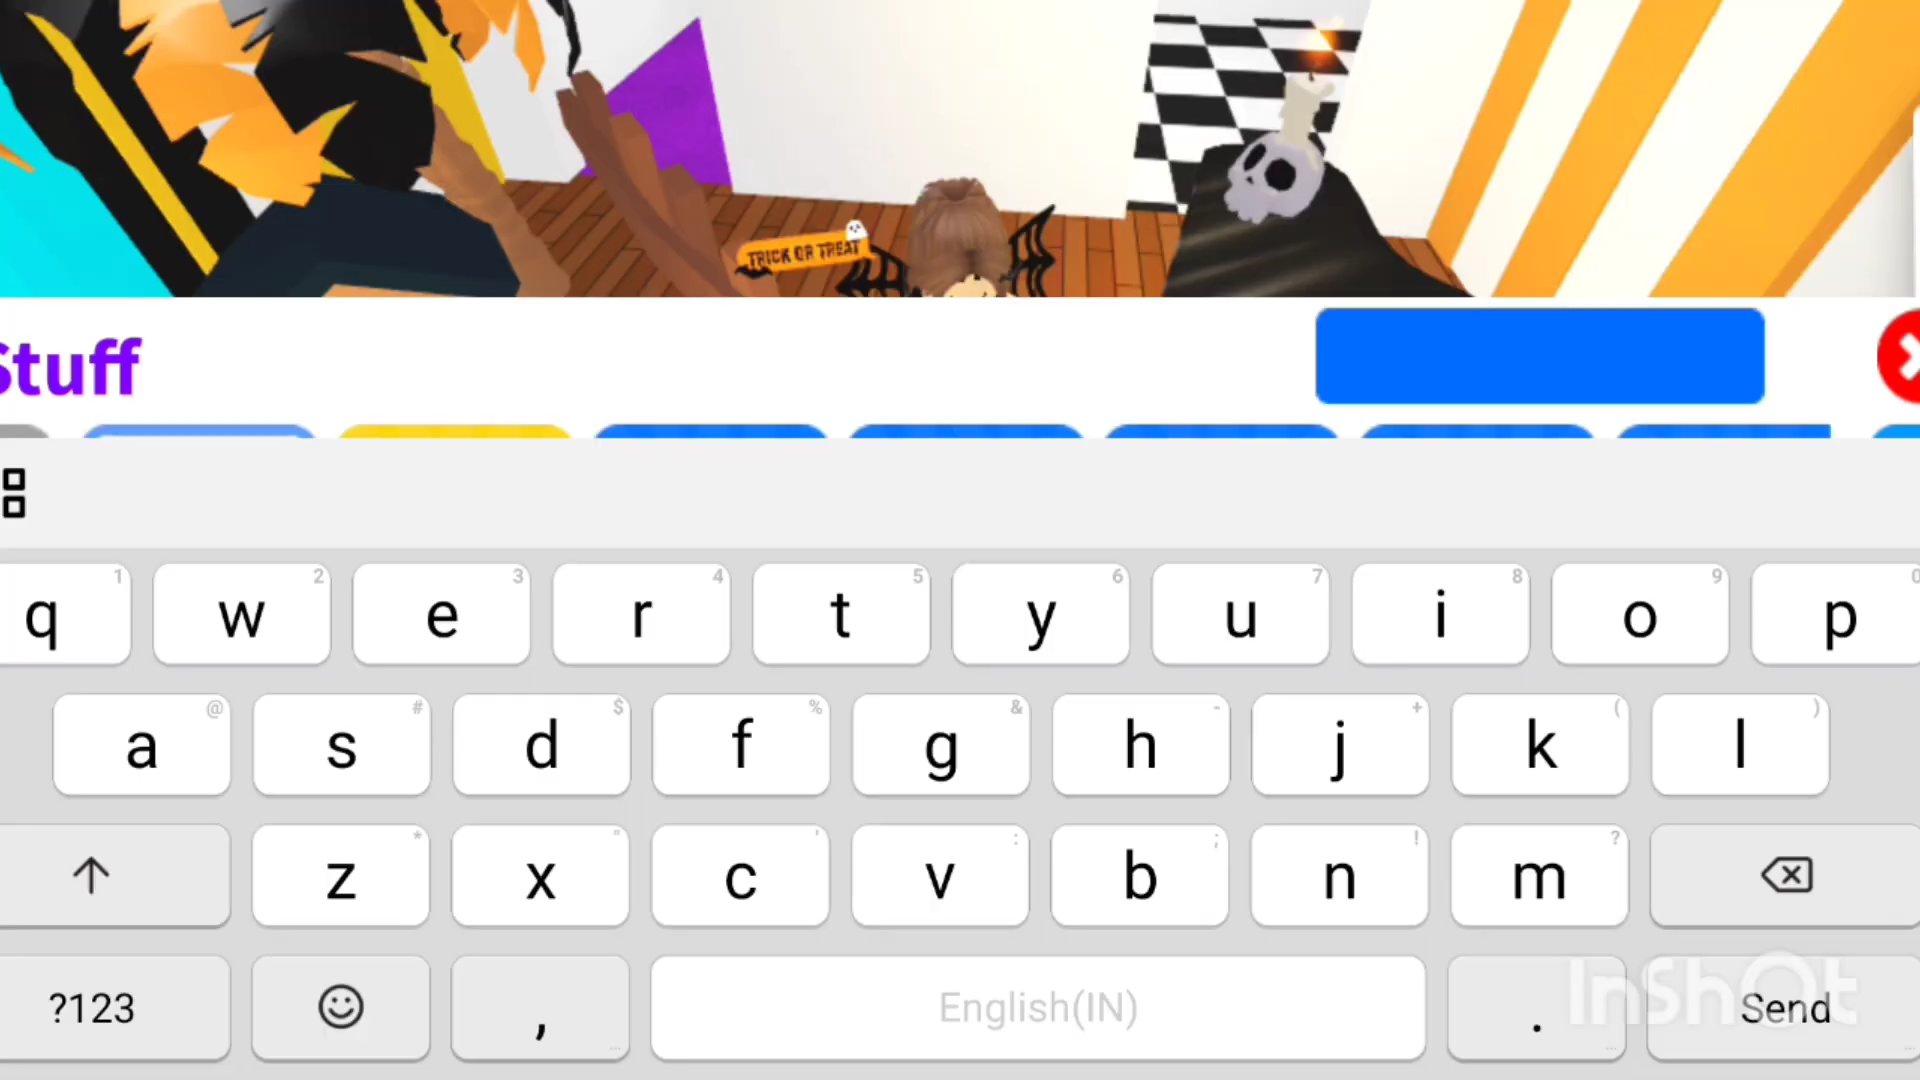 TRICK OR TREAT
Stuff
1 2 3 4 5 6 7 8 9 0
q w e r t y u i o p
@ # $ % & - + ( )
a s d f g h j k l
* " ' : ; ! ?
z x c v b n m
?123 , English(IN) . Send
InShOt